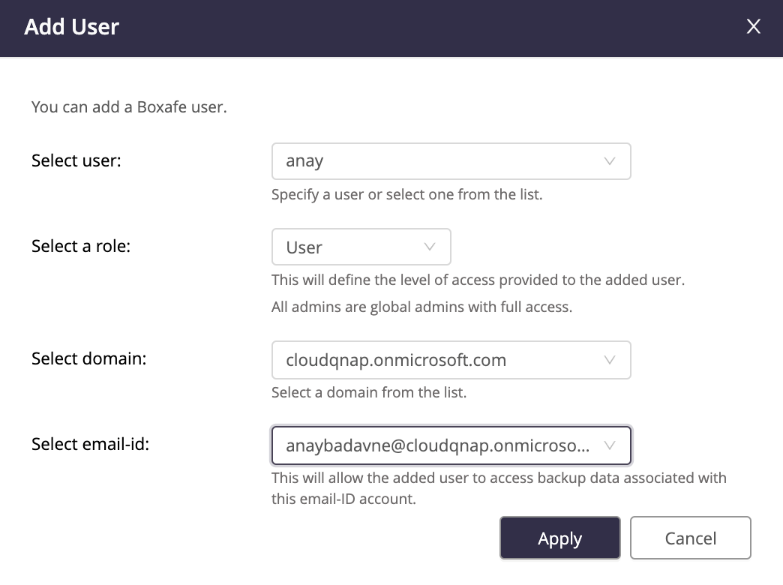 Add User
You can add a Boxafe user.
Select user:
anay
Specify a user or select one from the list.
Select a role:
User
This will define the level of access provided to the added user.
All admins are global admins with full access.
Select domain:
cloudqnap.onmicrosoft.com
Select a domain from the list.
Select email-id:
anaybadavne@cloudqnap.onmicroso...
This will allow the added user to access backup data associated with
this email-ID account.
Apply
Cancel